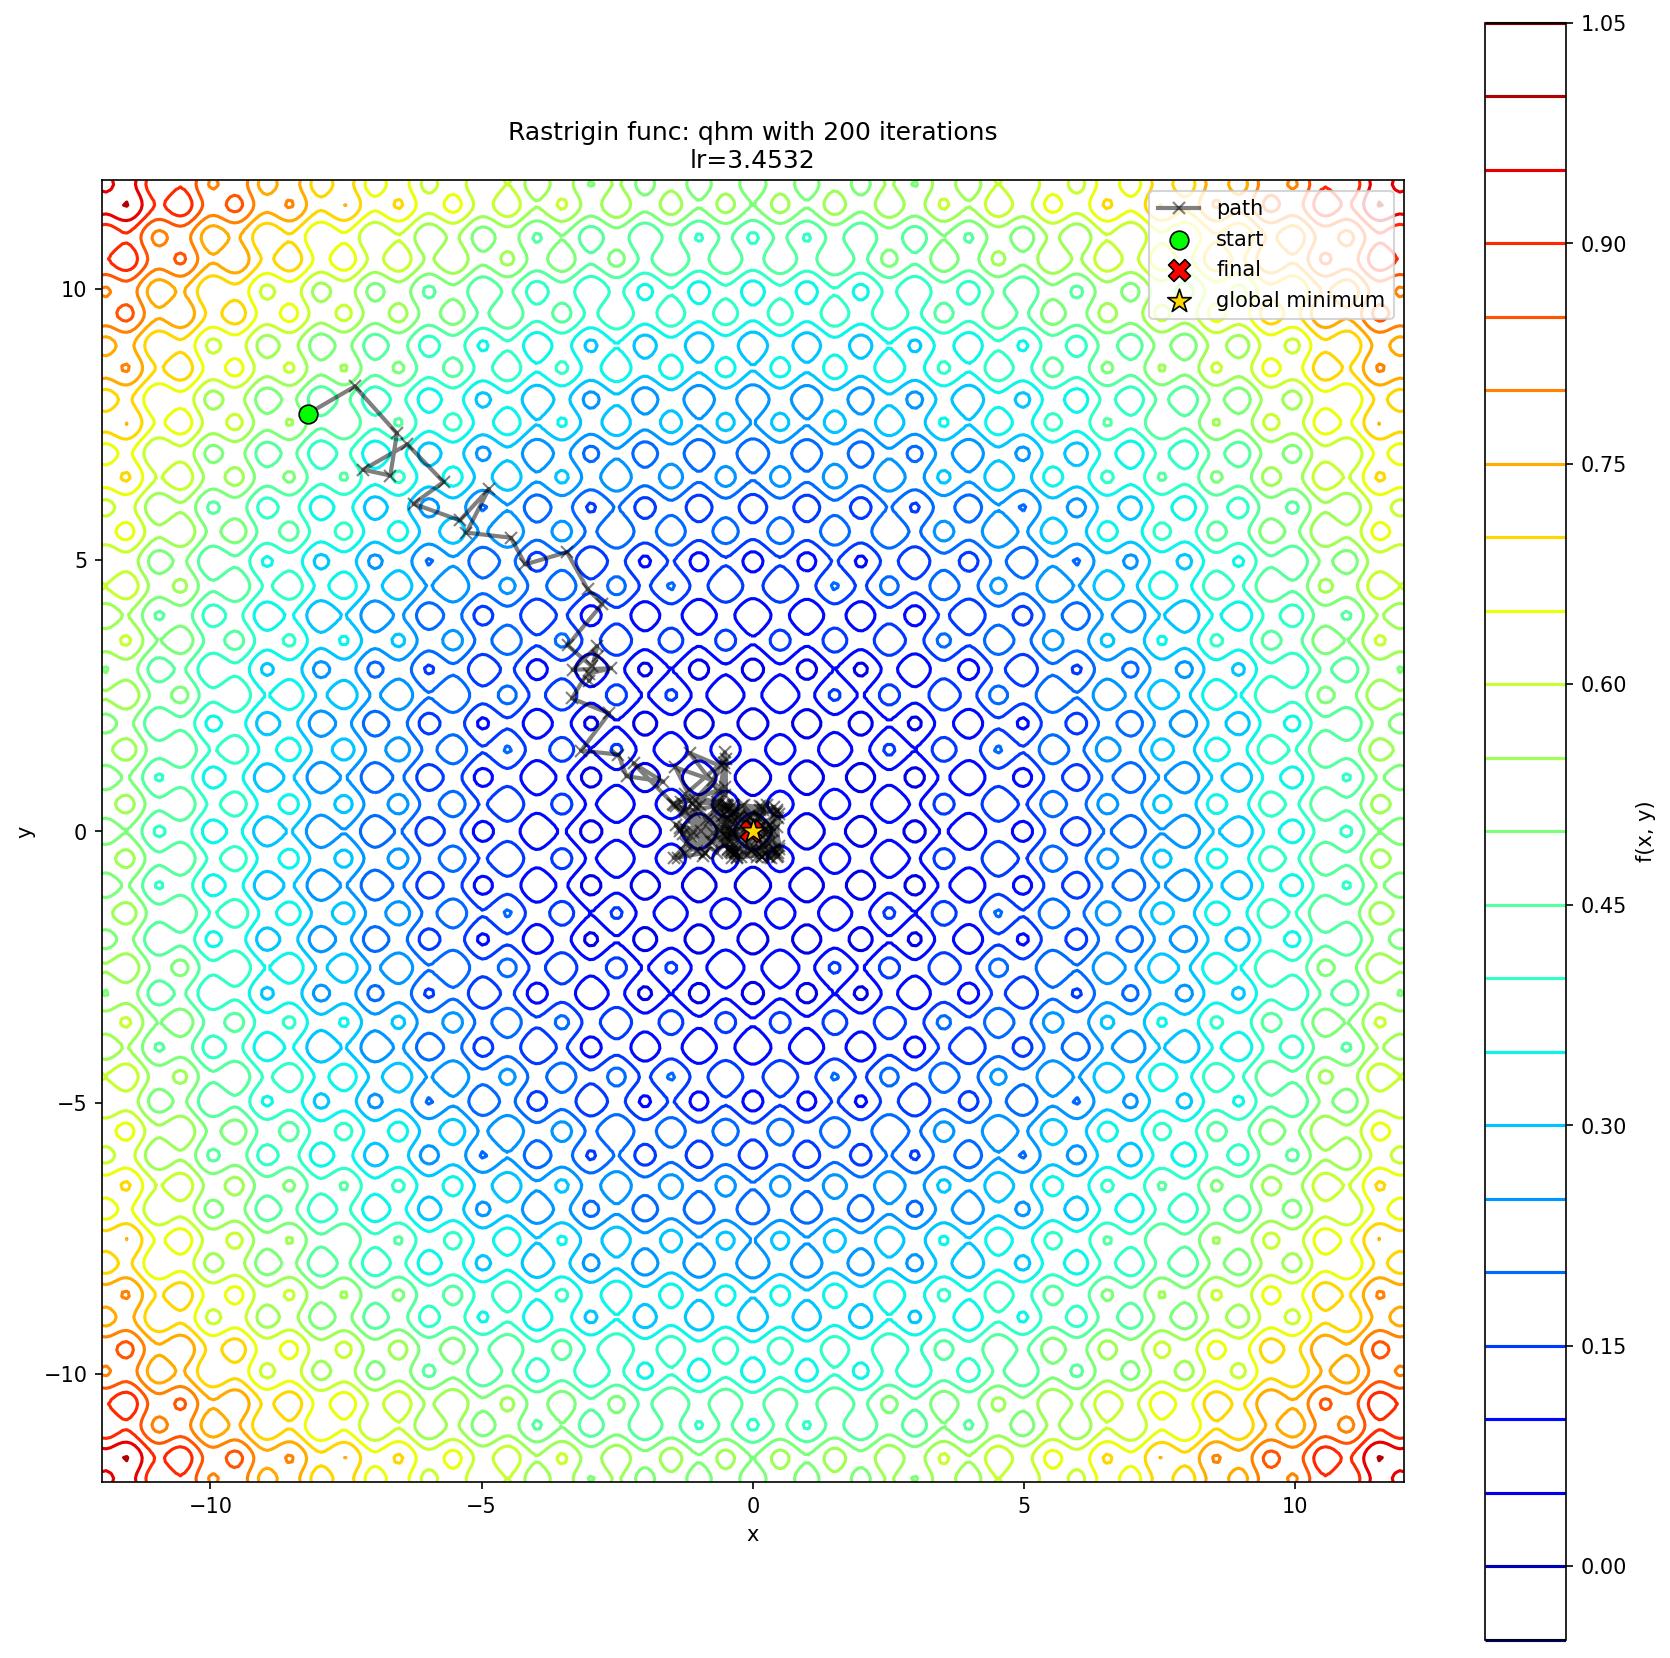 Rastrigin func: qhm with 200 iterations
lr=3.4532
path
start
final
global minimum
10
5
0
−5
−10
y
−10
−5
0
5
10
x
1.05
0.90
0.75
0.60
0.45
0.30
0.15
0.00
f(x, y)